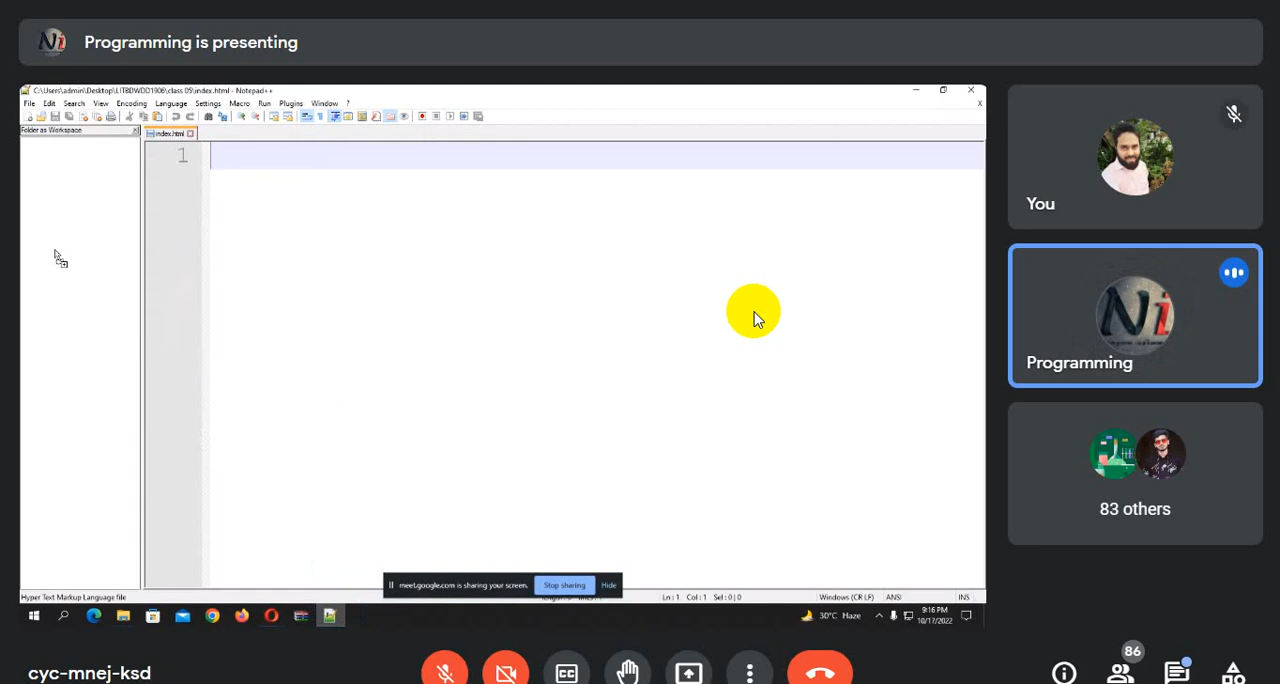 Ni
Programming is presenting
C:\Users\admin\Desktop\LITBDWDD1906\class 05\index.html - Notepad++
File Edit Search View Encoding Language Settings Macro Run Plugins Window ?
X
Folder as Workspace
index.html
1
You
Ni
Programming
83 others
meet.google.com is sharing your screen.
Stop sharing
Hide
Hyper Text Markup Language file
Ln : 1 Col : 1 Sel : 0 | 0
Windows (CR LF)
ANSI
INS
30°C Haze
9:16 PM
10/17/2022
cyc-mnej-ksd
86